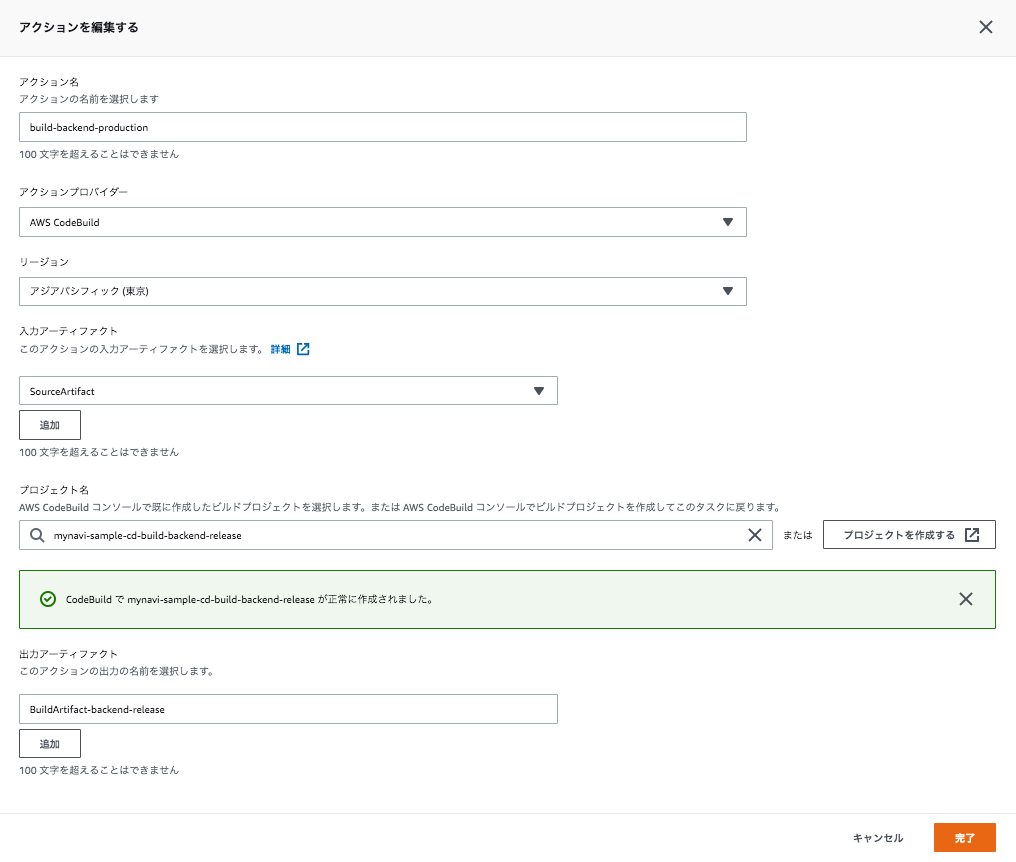 アクションを編集する
アクション名
アクションの名前を選択します
build-backend-production
100 文字を超えることはできません
アクションプロバイダー
AWS CodeBuild
リージョン
アジアパシフィック (東京)
入力アーティファクト
このアクションの入力アーティファクトを選択します。 詳細
SourceArtifact
追加
100 文字を超えることはできません
プロジェクト名
AWS CodeBuild コンソールで既に作成したビルドプロジェクトを選択します。または AWS CodeBuild コンソールでビルドプロジェクトを作成してこのタスクに戻ります。
mynavi-sample-cd-build-backend-release または プロジェクトを作成する
CodeBuild で mynavi-sample-cd-build-backend-release が正常に作成されました。
出力アーティファクト
このアクションの出力の名前を選択します。
BuildArtifact-backend-release
追加
100 文字を超えることはできません
キャンセル 完了